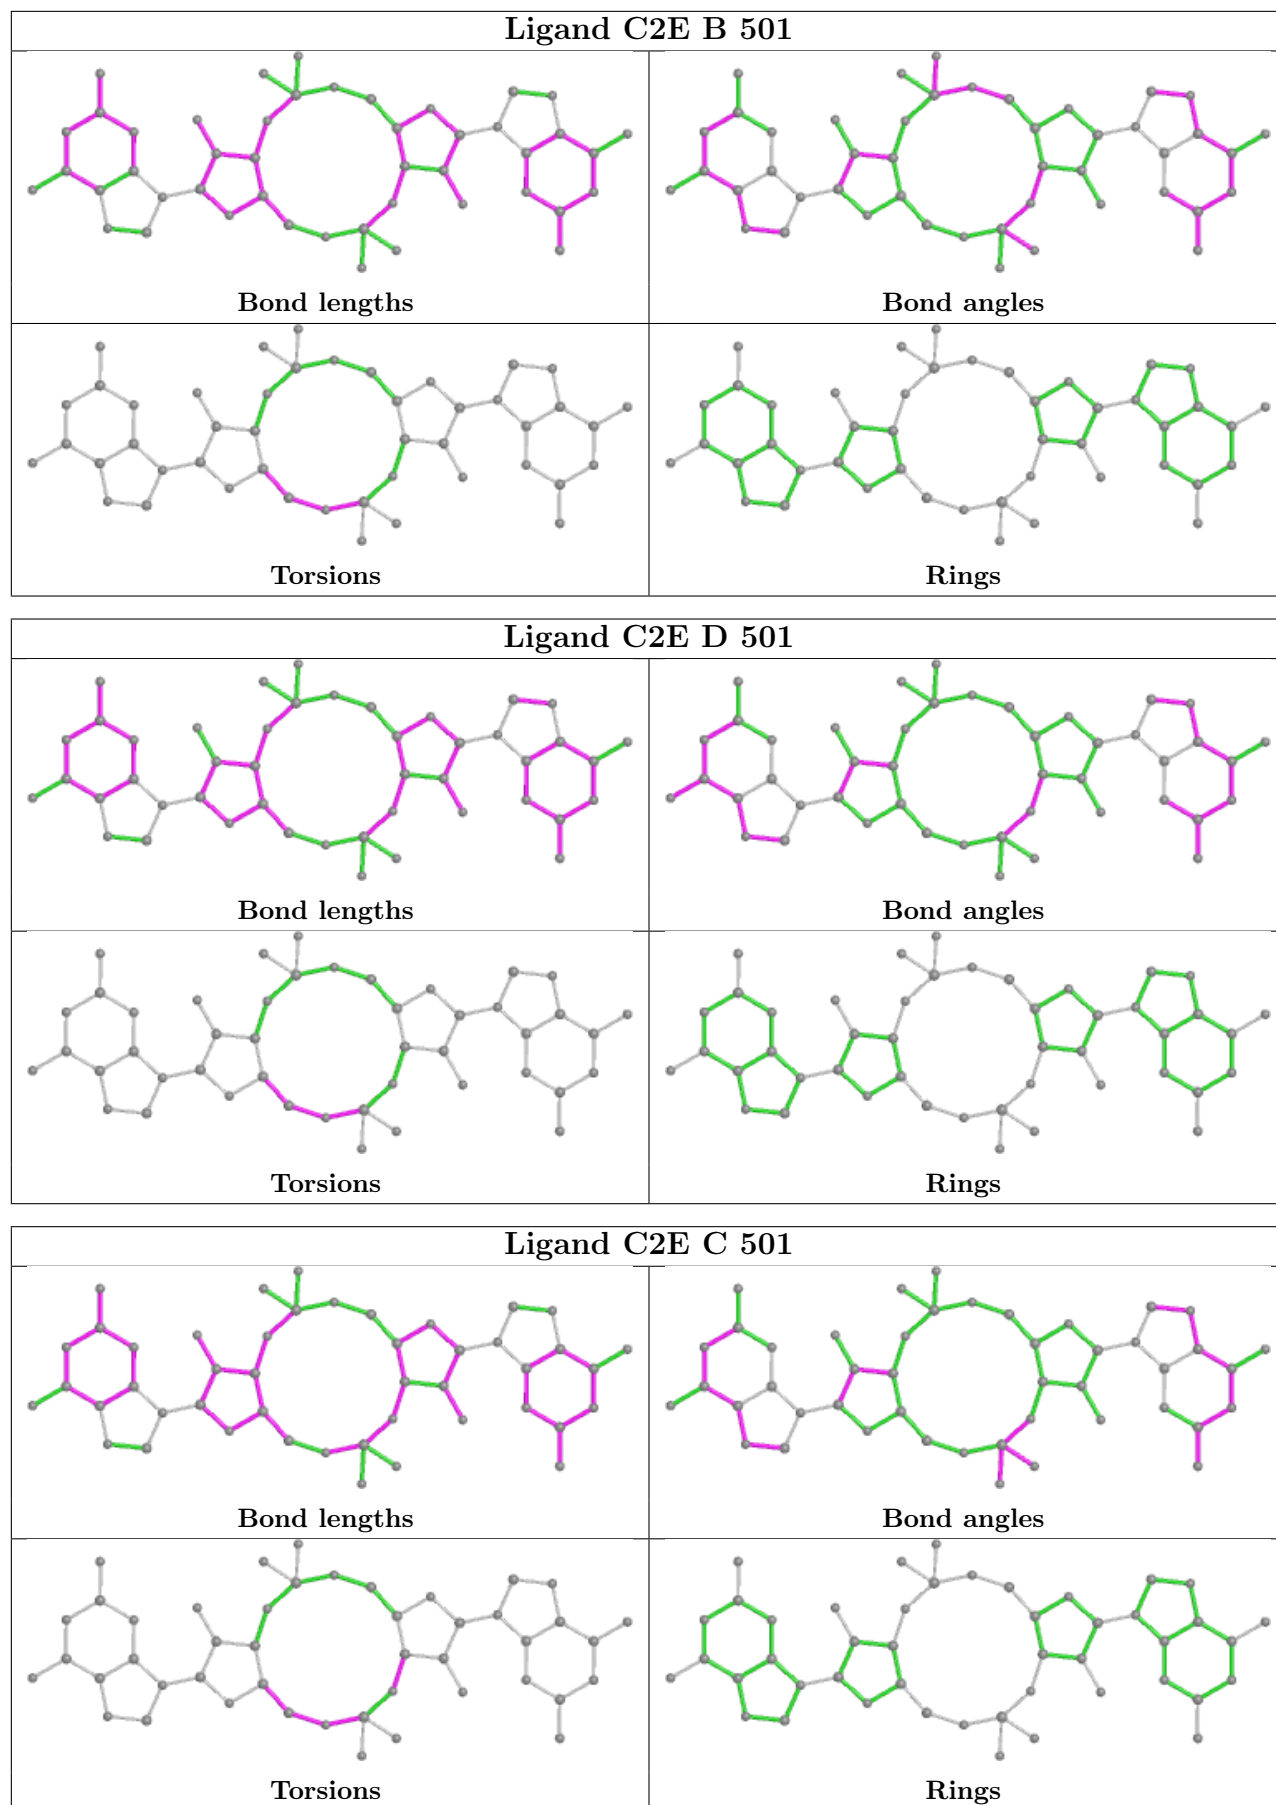 Ligand C2E B 501
Bond lengths
Bond angles
Torsions
Rings
Ligand C2E D 501
Bond lengths
Bond angles
Torsions
Rings
Ligand C2E C 501
Bond lengths
Bond angles
Torsions
Rings